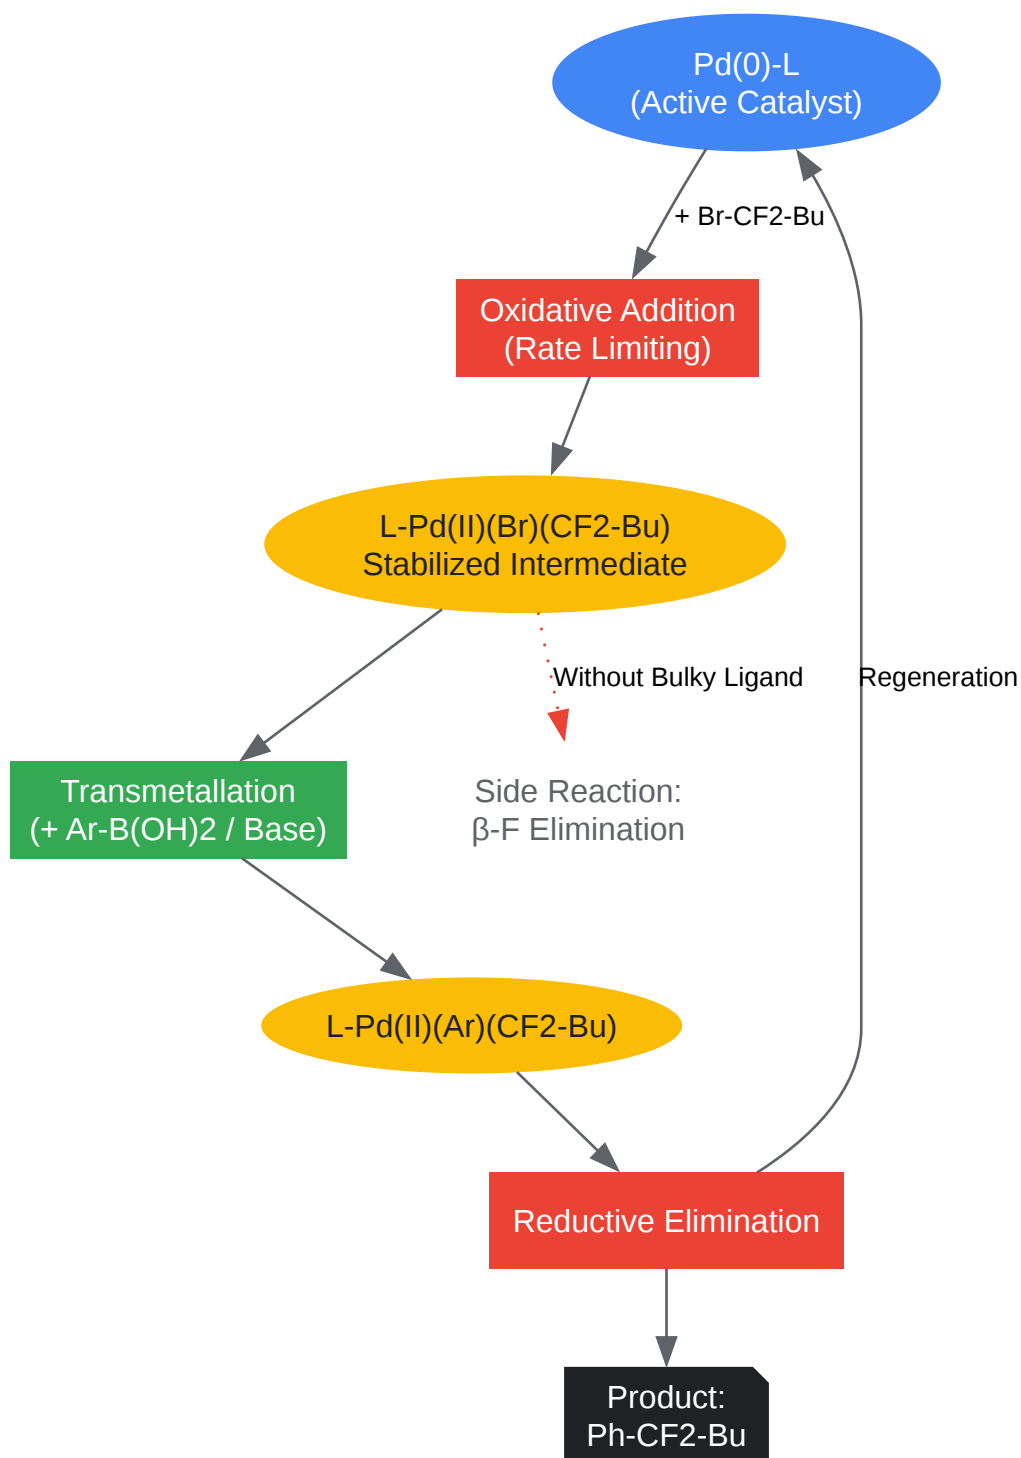 Pd(0)-L
(Active Catalyst)
+ Br-CF2-Bu
Oxidative Addition
(Rate Limiting)
L-Pd(II)(Br)(CF2-Bu)
Stabilized Intermediate
Without Bulky Ligand
Regeneration
Transmetallation
(+ Ar-B(OH)2 / Base)
Side Reaction:
β-F Elimination
L-Pd(II)(Ar)(CF2-Bu)
Reductive Elimination
Product:
Ph-CF2-Bu